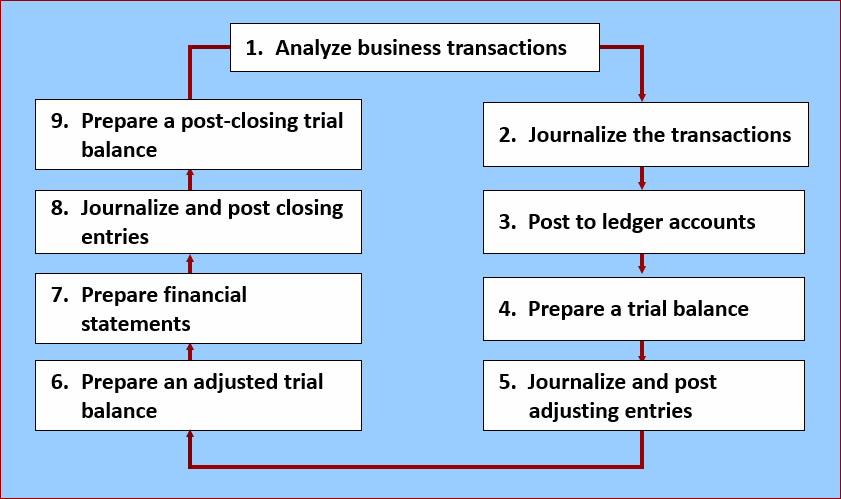 1. Analyze business transactions
2. Journalize the transactions
3. Post to ledger accounts
4. Prepare a trial balance
5. Journalize and post
adjusting entries
6. Prepare an adjusted trial
balance
7. Prepare financial
statements
8. Journalize and post closing
entries
9. Prepare a post-closing trial
balance